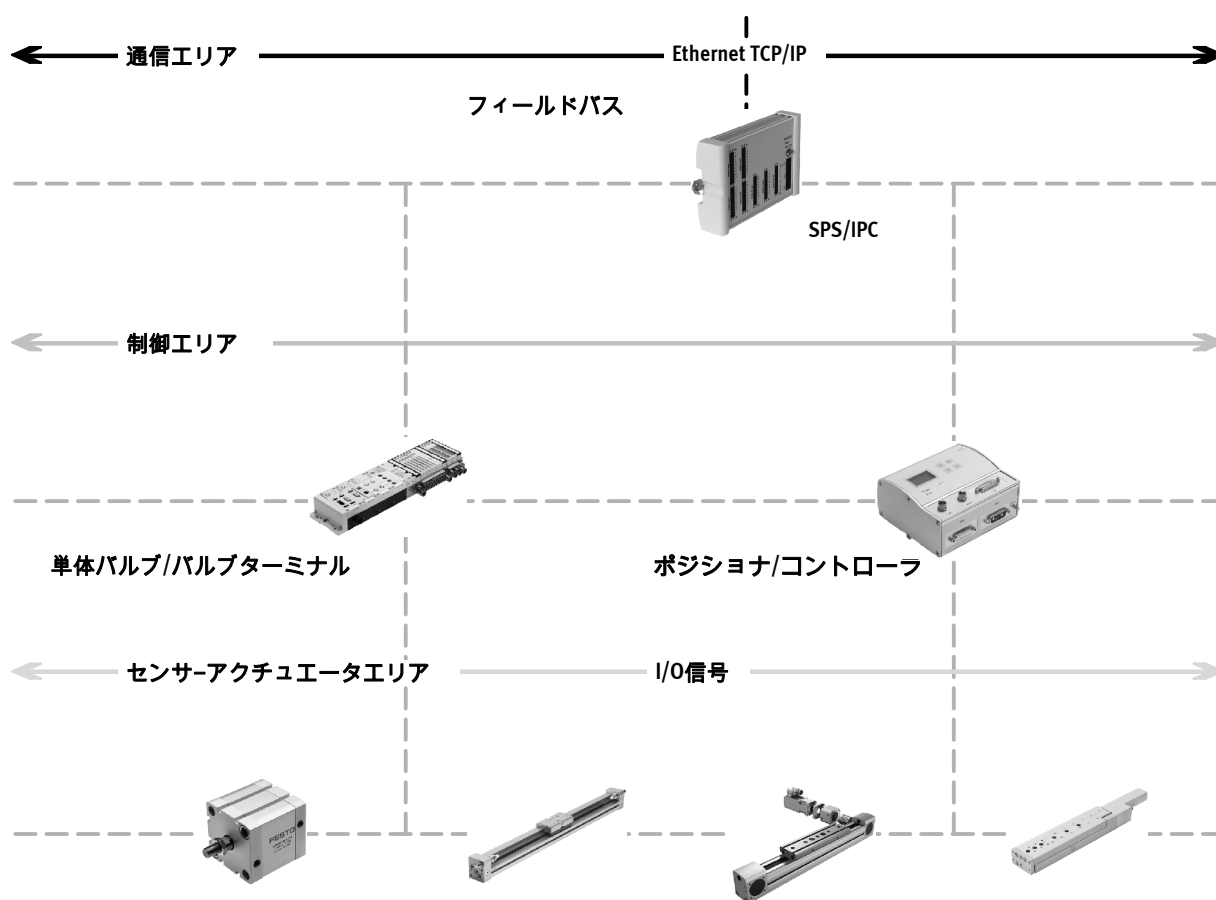 通信エリア
Ethernet TCP/IP
フィールドバス
SPS/IPC
制御エリア
単体バルブ/バルブターミナル
ポジショナ/コントローラ
センサ-アクチュエータエリア
I/O信号
FESTO